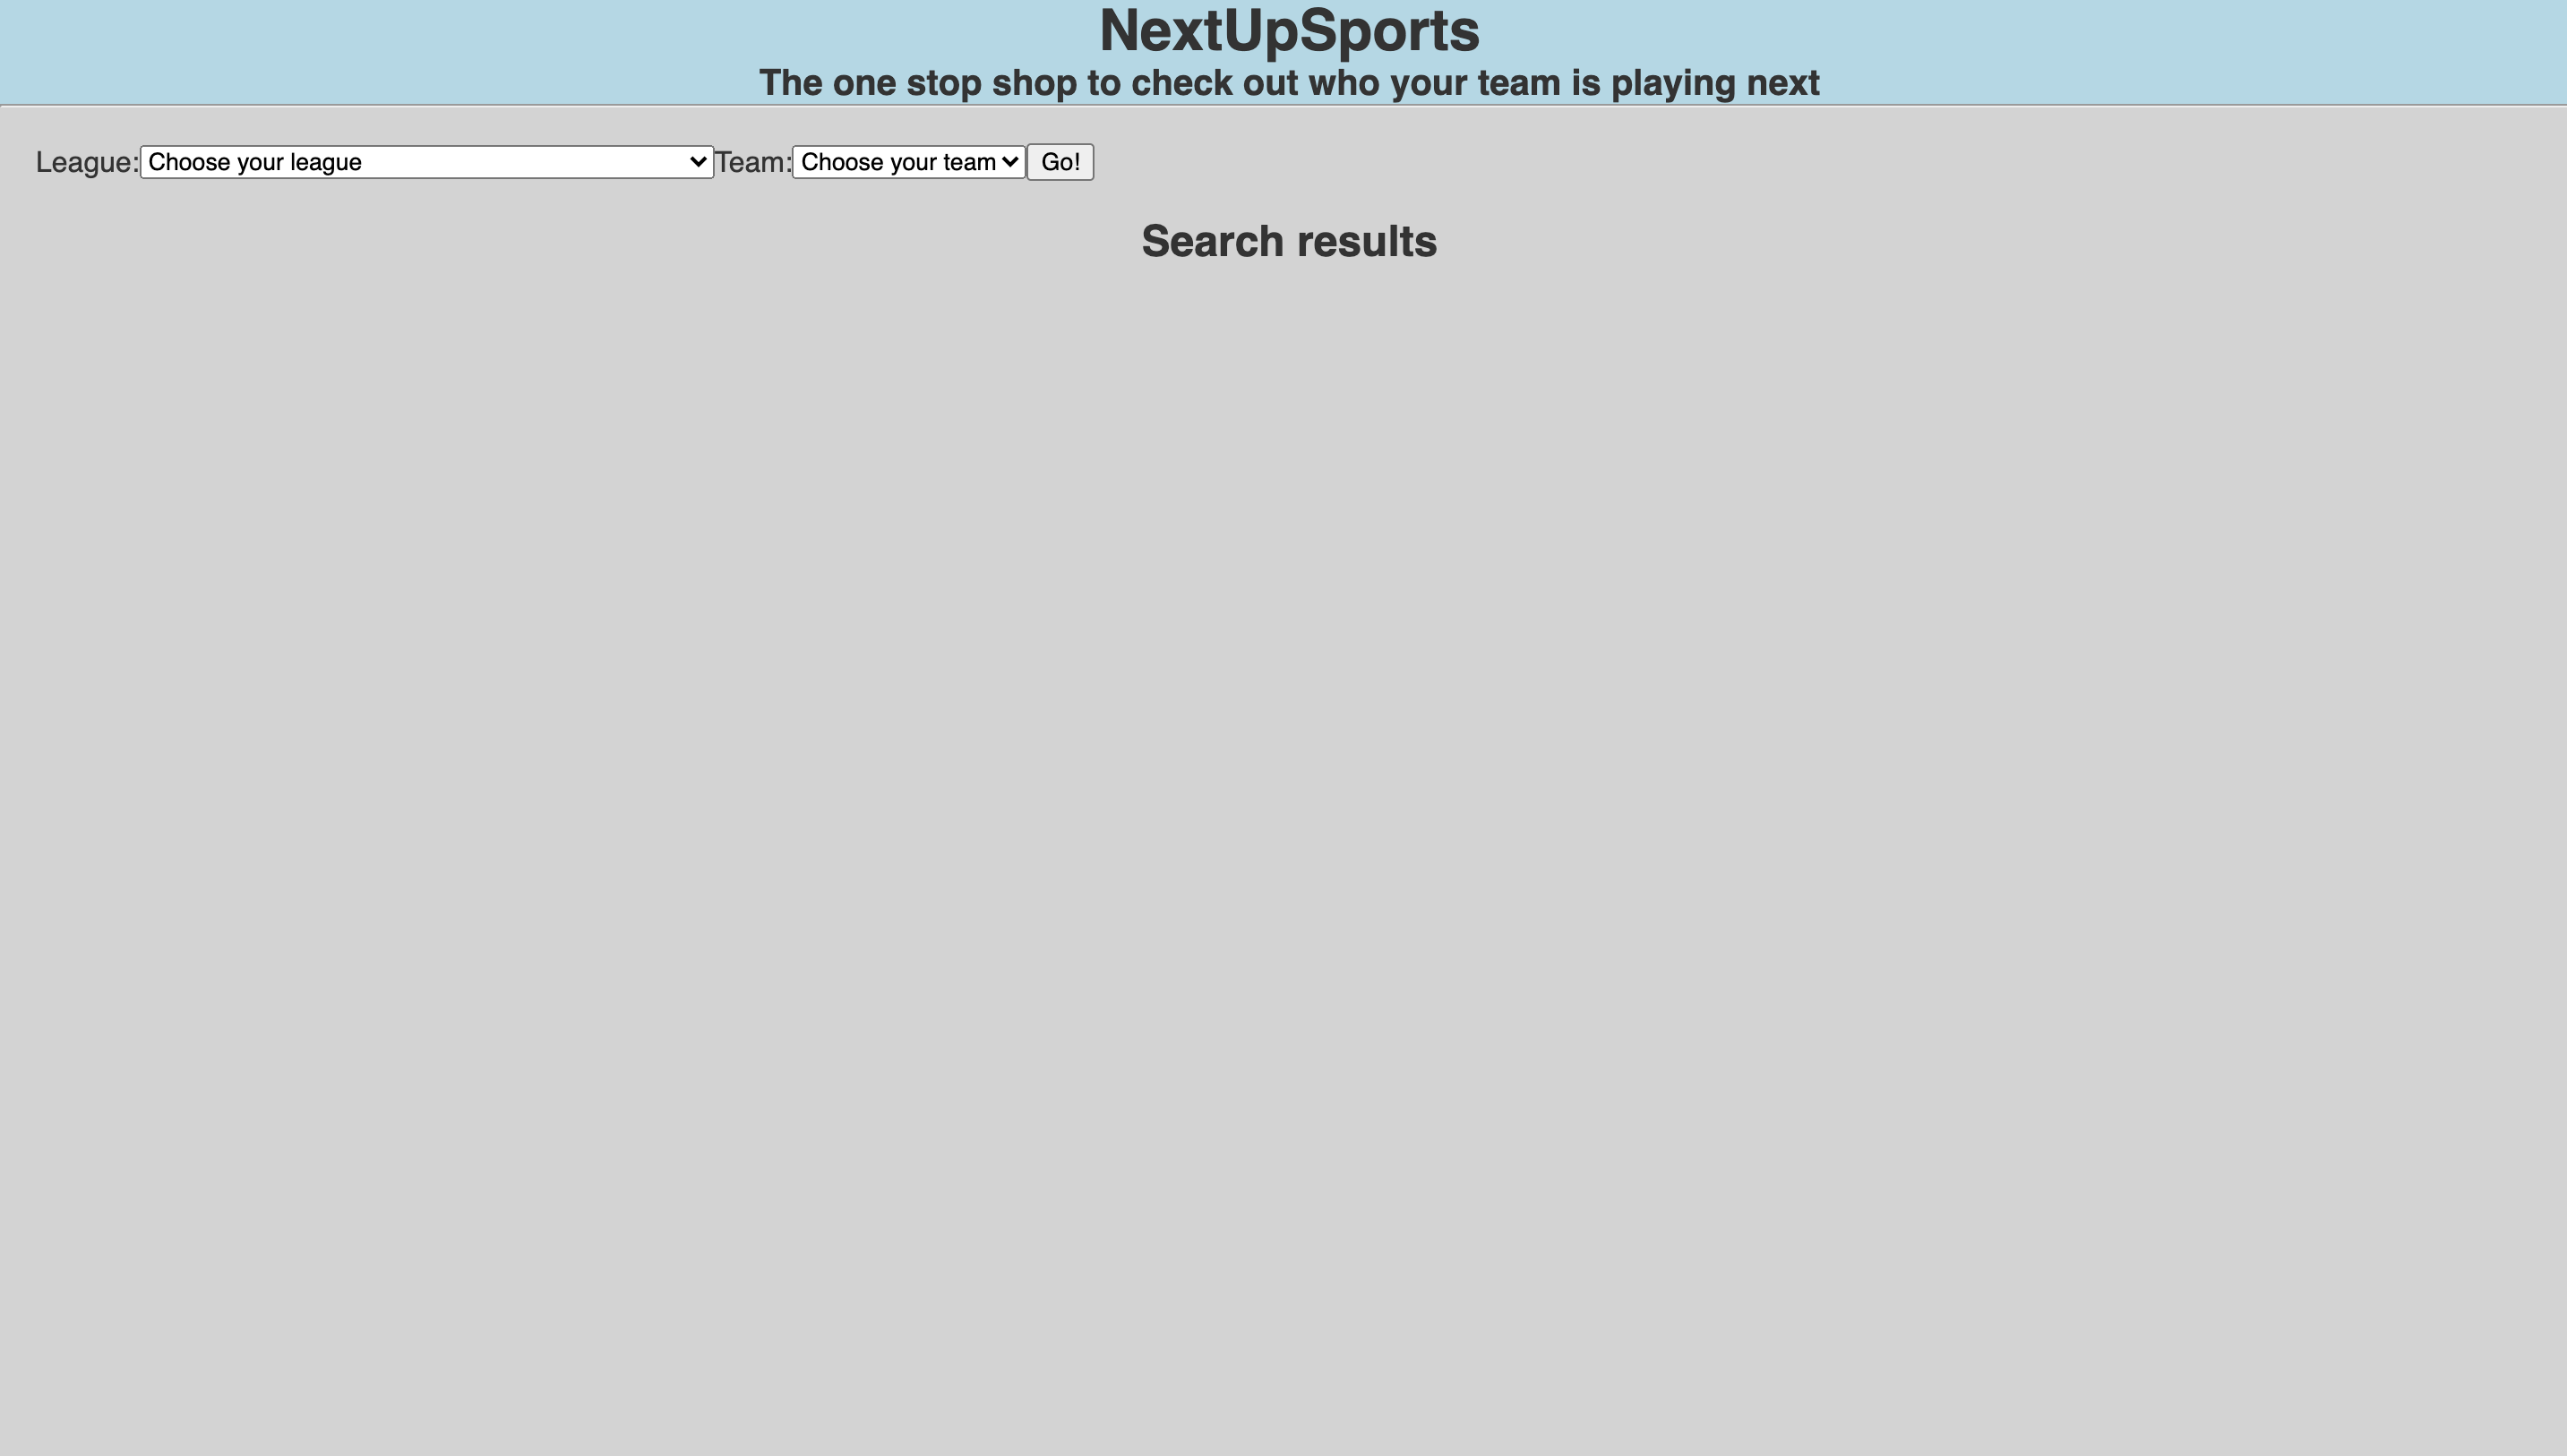 NextUpSports
The one stop shop to check out who your team is playing next
League: Choose your league Team: Choose your team Go!
Search results